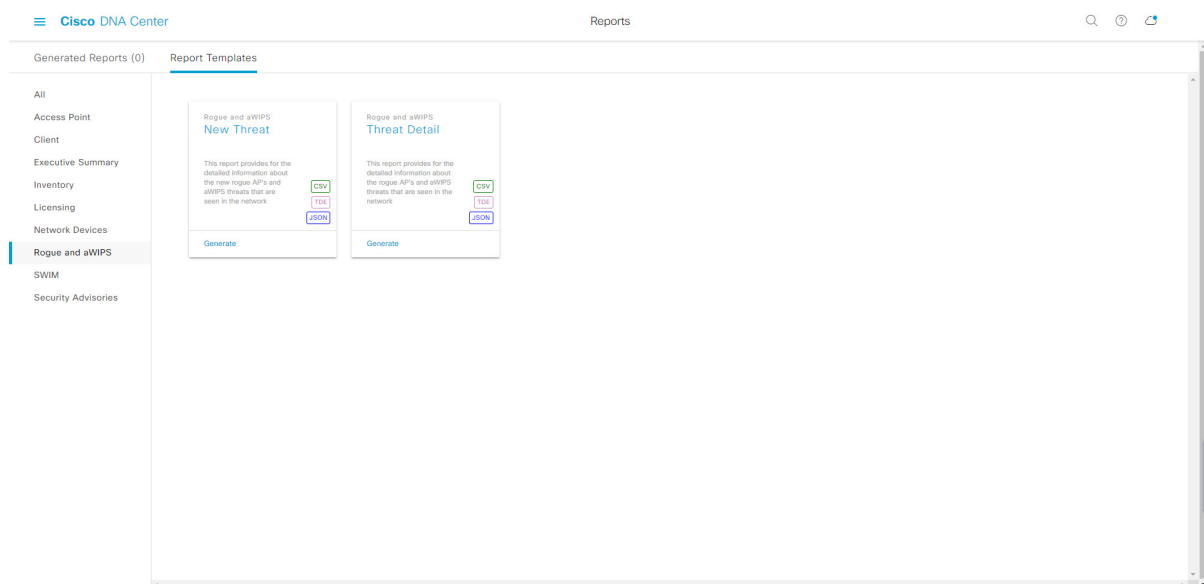 Cisco DNA Center
Reports
Generated Reports (0)
Report Templates
All
Access Point
Client
Executive Summary
Inventory
Licensing
Network Devices
Rogue and aWIPS
SWIM
Security Advisories
Rogue and aWIPS
New Threat
This report provides for the
detailed information about
the new rogue AP's and
aWIPS threats that are
seen in the network
CSV
TDE
JSON
Generate
Rogue and aWIPS
Threat Detail
This report provides for the
detailed information about
the rogue AP's and aWIPS
threats that are seen in the
network
CSV
TDE
JSON
Generate